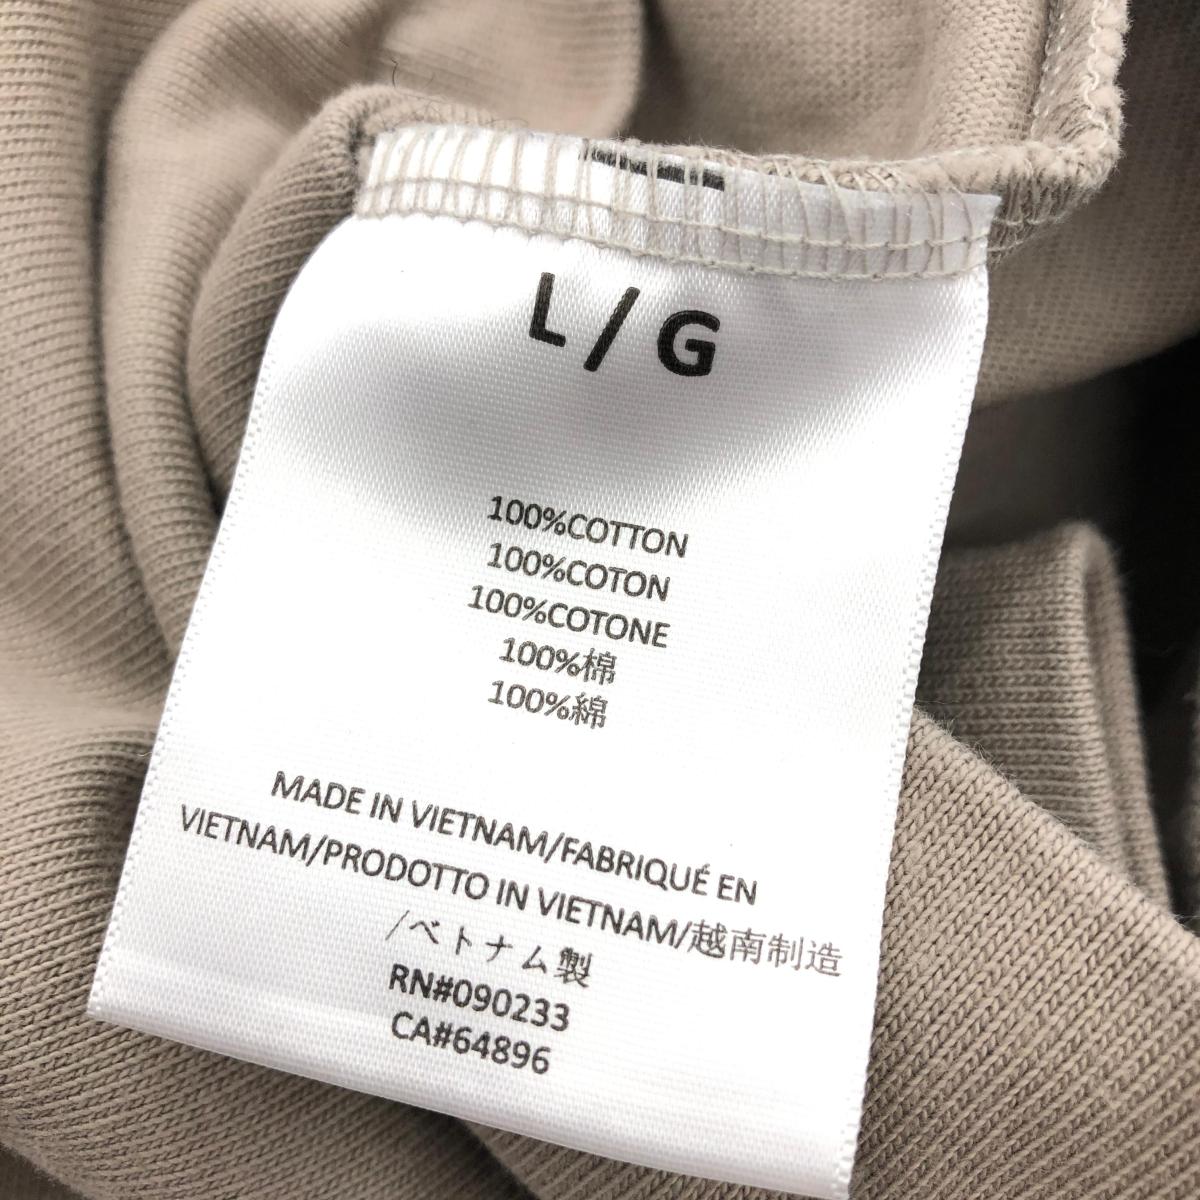 L/G
100%COTTON
100%COTON
100%COTONE
100%棉
100%綿
MADE IN VIETNAM/FABRIQUÉ EN
VIETNAM/PRODOTTO IN VIETNAM/越南制造
/ベトナム製
RN#090233
CA#64896